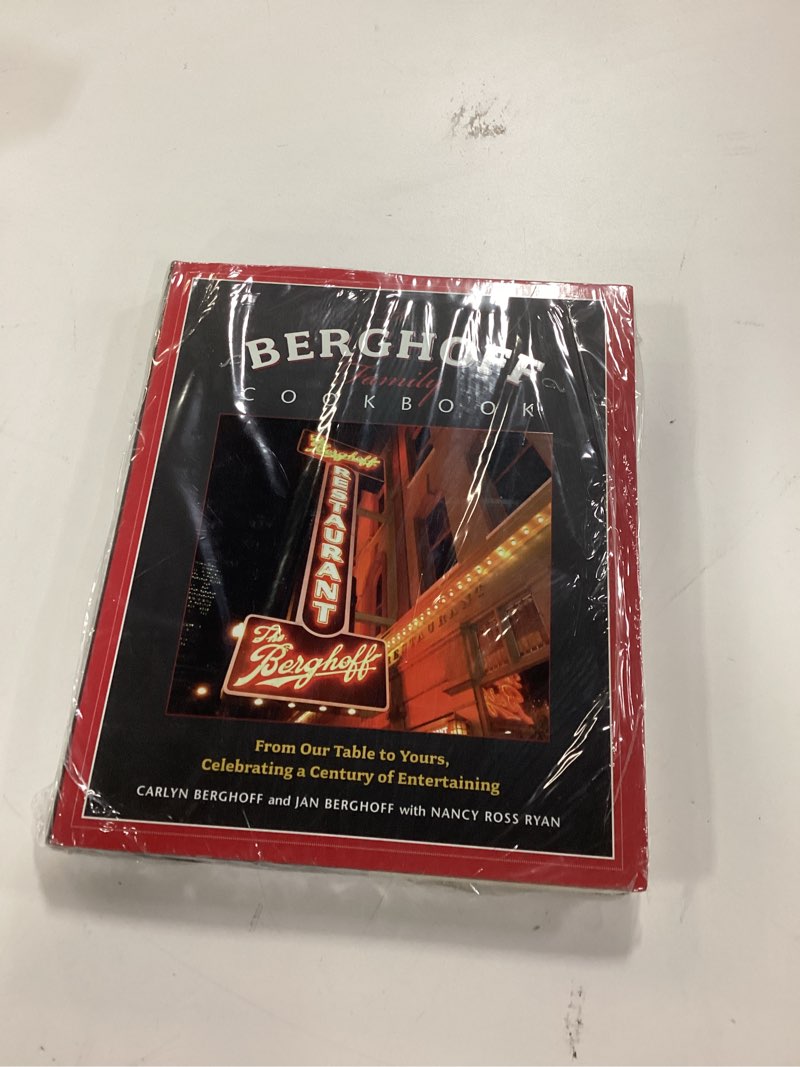 BERGHOFF
Family
COOKBOOK
Berghoff
RESTAURANT
The
Berghoff
From Our Table to Yours,
Celebrating a Century of Entertaining
CARLYN BERGHOFF and JAN BERGHOFF with NANCY ROSS RYAN